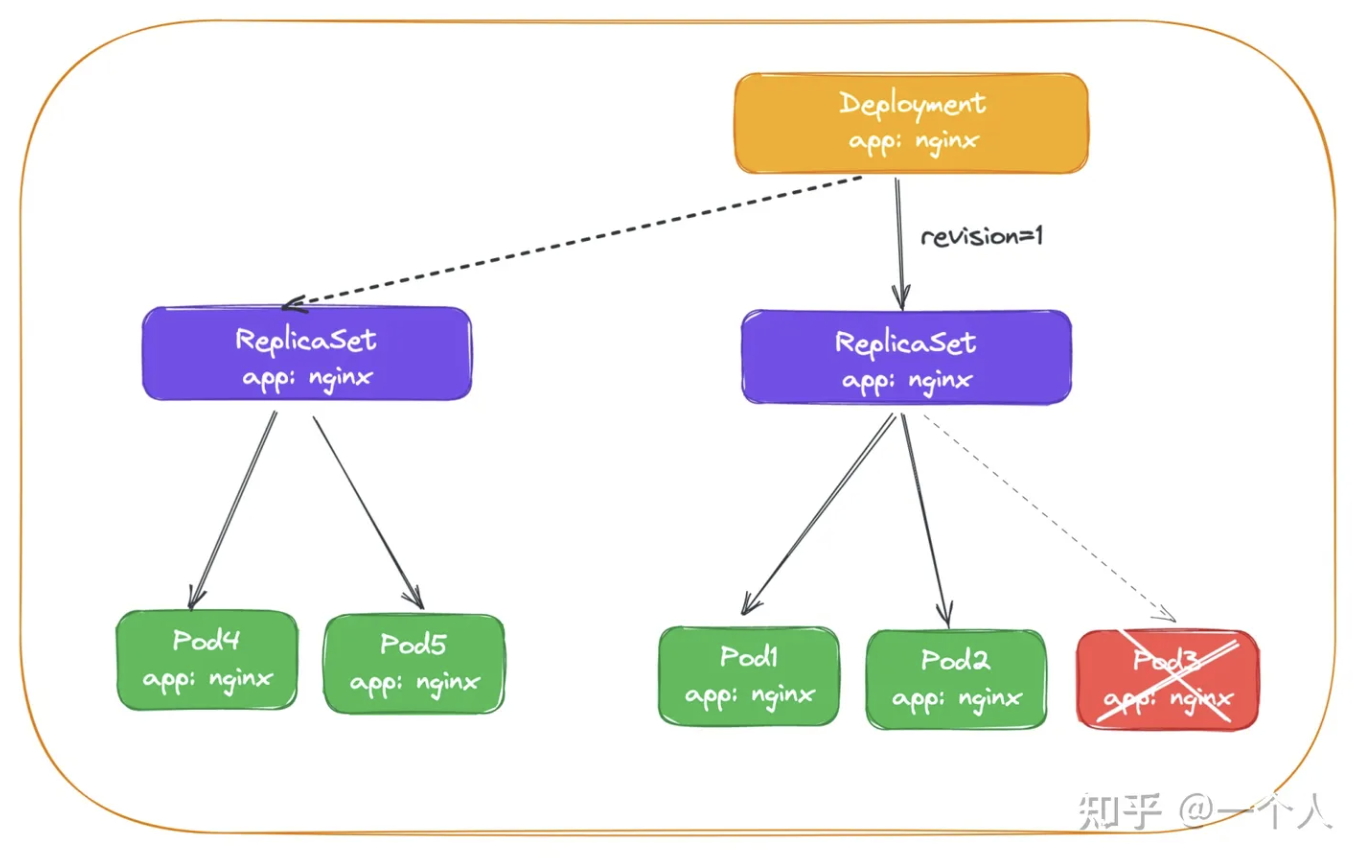 Deployment
app: nginx
revision=1
ReplicaSet
app: nginx
ReplicaSet
app: nginx
Pod4
app: nginx
Pod5
app: nginx
Pod1
app: nginx
Pod2
app: nginx
Pod3
app: nginx
知乎 @一个人